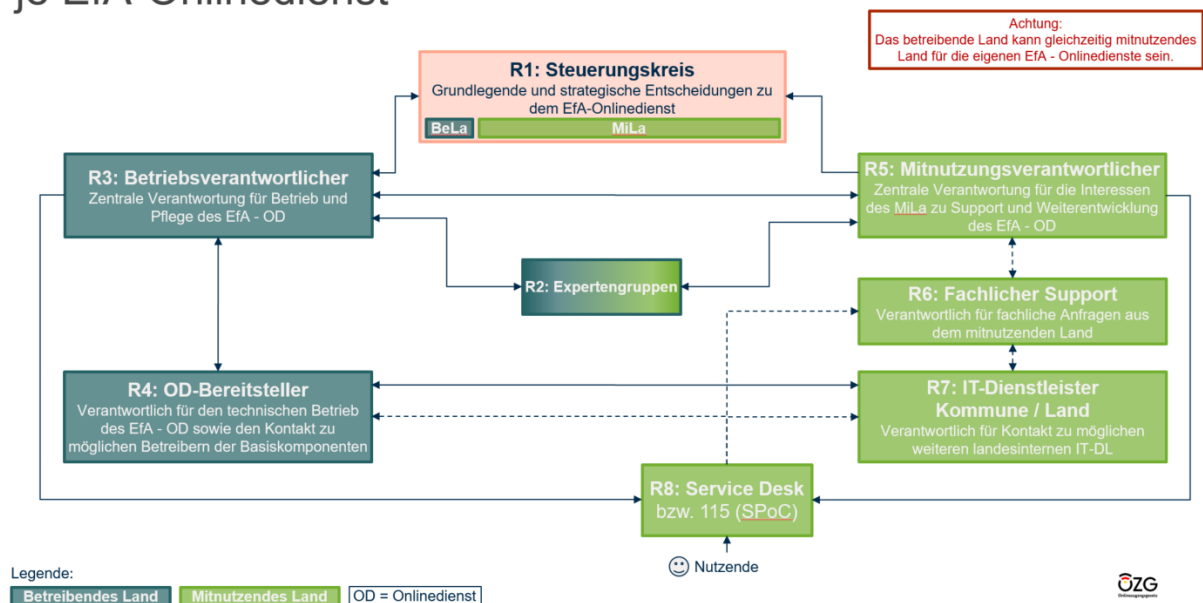 je EfA-Onlinedienst
Achtung:
Das betreibende Land kann gleichzeitig mitnutzendes
Land für die eigenen EfA - Onlinedienste sein.
R1: Steuerungskreis
Grundlegende und strategische Entscheidungen zu
dem EfA-Onlinedienst
BeLa
MiLa
R3: Betriebsverantwortlicher
Zentrale Verantwortung für Betrieb und
Pflege des EfA - OD
R5: Mitnutzungsverantwortlicher
Zentrale Verantwortung für die Interessen
des MiLa zu Support und Weiterentwicklung
des EfA - OD
R2: Expertengruppen
R6: Fachlicher Support
Verantwortlich für fachliche Anfragen aus
dem mitnutzenden Land
R4: OD-Bereitsteller
Verantwortlich für den technischen Betrieb
des EfA - OD sowie den Kontakt zu
möglichen Betreibern der Basiskomponenten
R7: IT-Dienstleister
Kommune / Land
Verantwortlich für Kontakt zu möglichen
weiteren landesinternen IT-DL
R8: Service Desk
bzw. 115 (SPoC)
Nutzende
Legende:
Betreibendes Land
Mitnutzendes Land
OD = Onlinedienst
OZG
Onlinezugangsgesetz